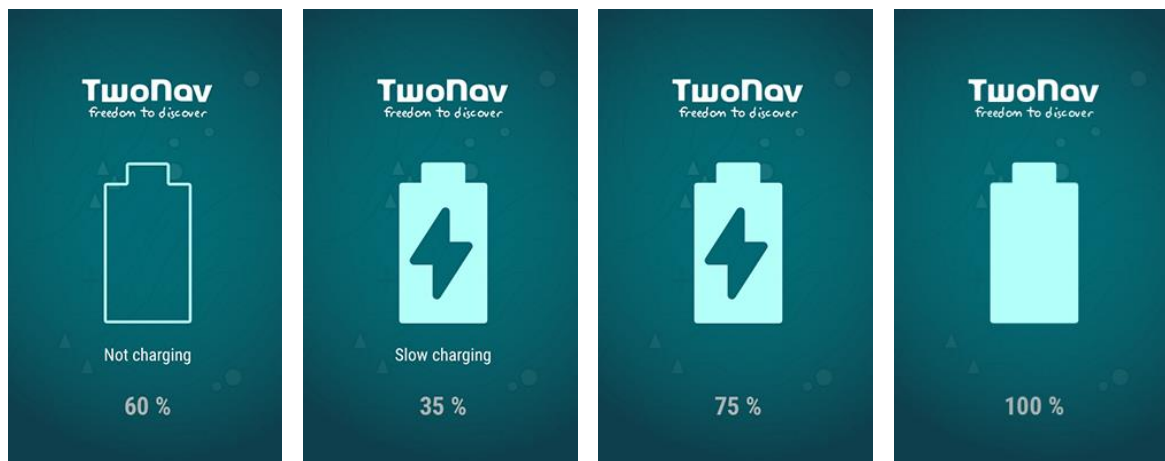 TwoNav
freedom to discover
Not charging
60 %
TwoNav
freedom to discover
Slow charging
35 %
TwoNav
freedom to discover
75 %
TwoNav
freedom to discover
100 %